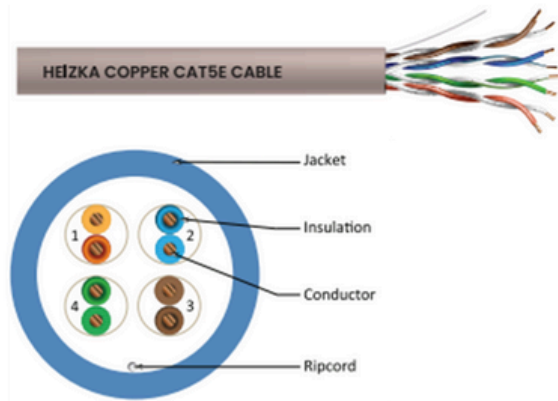 HEIZKA COPPER CAT5E CABLE
Jacket
1
2
Insulation
4
3
Conductor
Ripcord